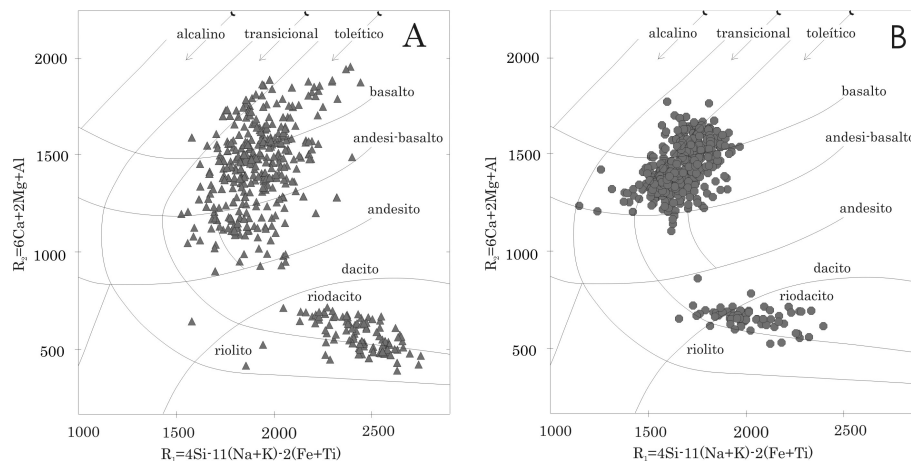 A
alcalino transicional toleítico
2000
basalto
andesi-basalto
1500
andesito
R₂=6Ca+2Mg+Al
1000
dacito
riodacito
500
riolito
1000 1500 2000 2500
R₁=4Si-11(Na+K)-2(Fe+Ti)
B
alcalino transicional toleítico
2000
basalto
andesi-basalto
1500
andesito
R₂=6Ca+2Mg+Al
1000
dacito
riodacito
500
riolito
1000 1500 2000 2500
R₁=4Si-11(Na+K)-2(Fe+Ti)